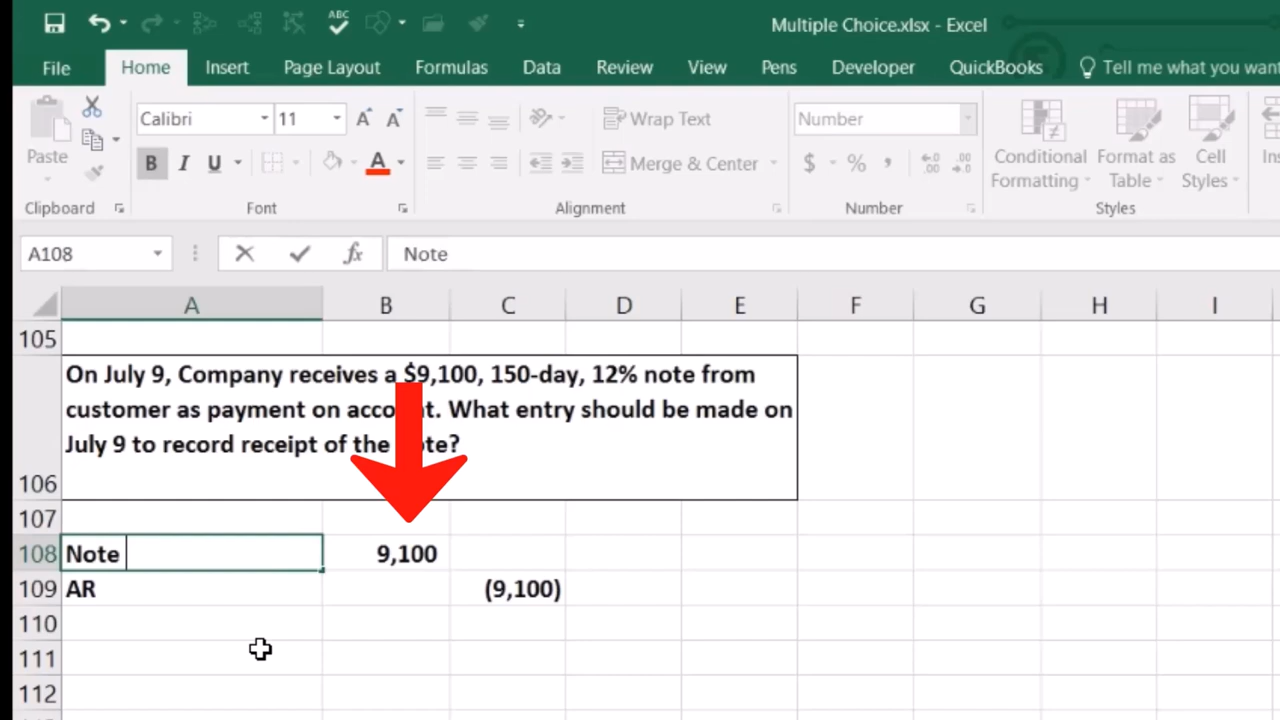 ABC
Multiple Choice.xlsx - Excel
File Home Insert Page Layout Formulas Data Review View Pens Developer QuickBooks Tell me what you want
Calibri 11 A A Wrap Text Number
Paste B I U A Merge & Center $ % , Conditional Formatting Format as Table Cell Styles
Clipboard Font Alignment Number Styles
A108 fx Note
A B C D E F G H I
105
On July 9, Company receives a $9,100, 150-day, 12% note from
customer as payment on account. What entry should be made on
July 9 to record receipt of the note?
106
107
108 Note 9,100
109 AR (9,100)
110
111
112